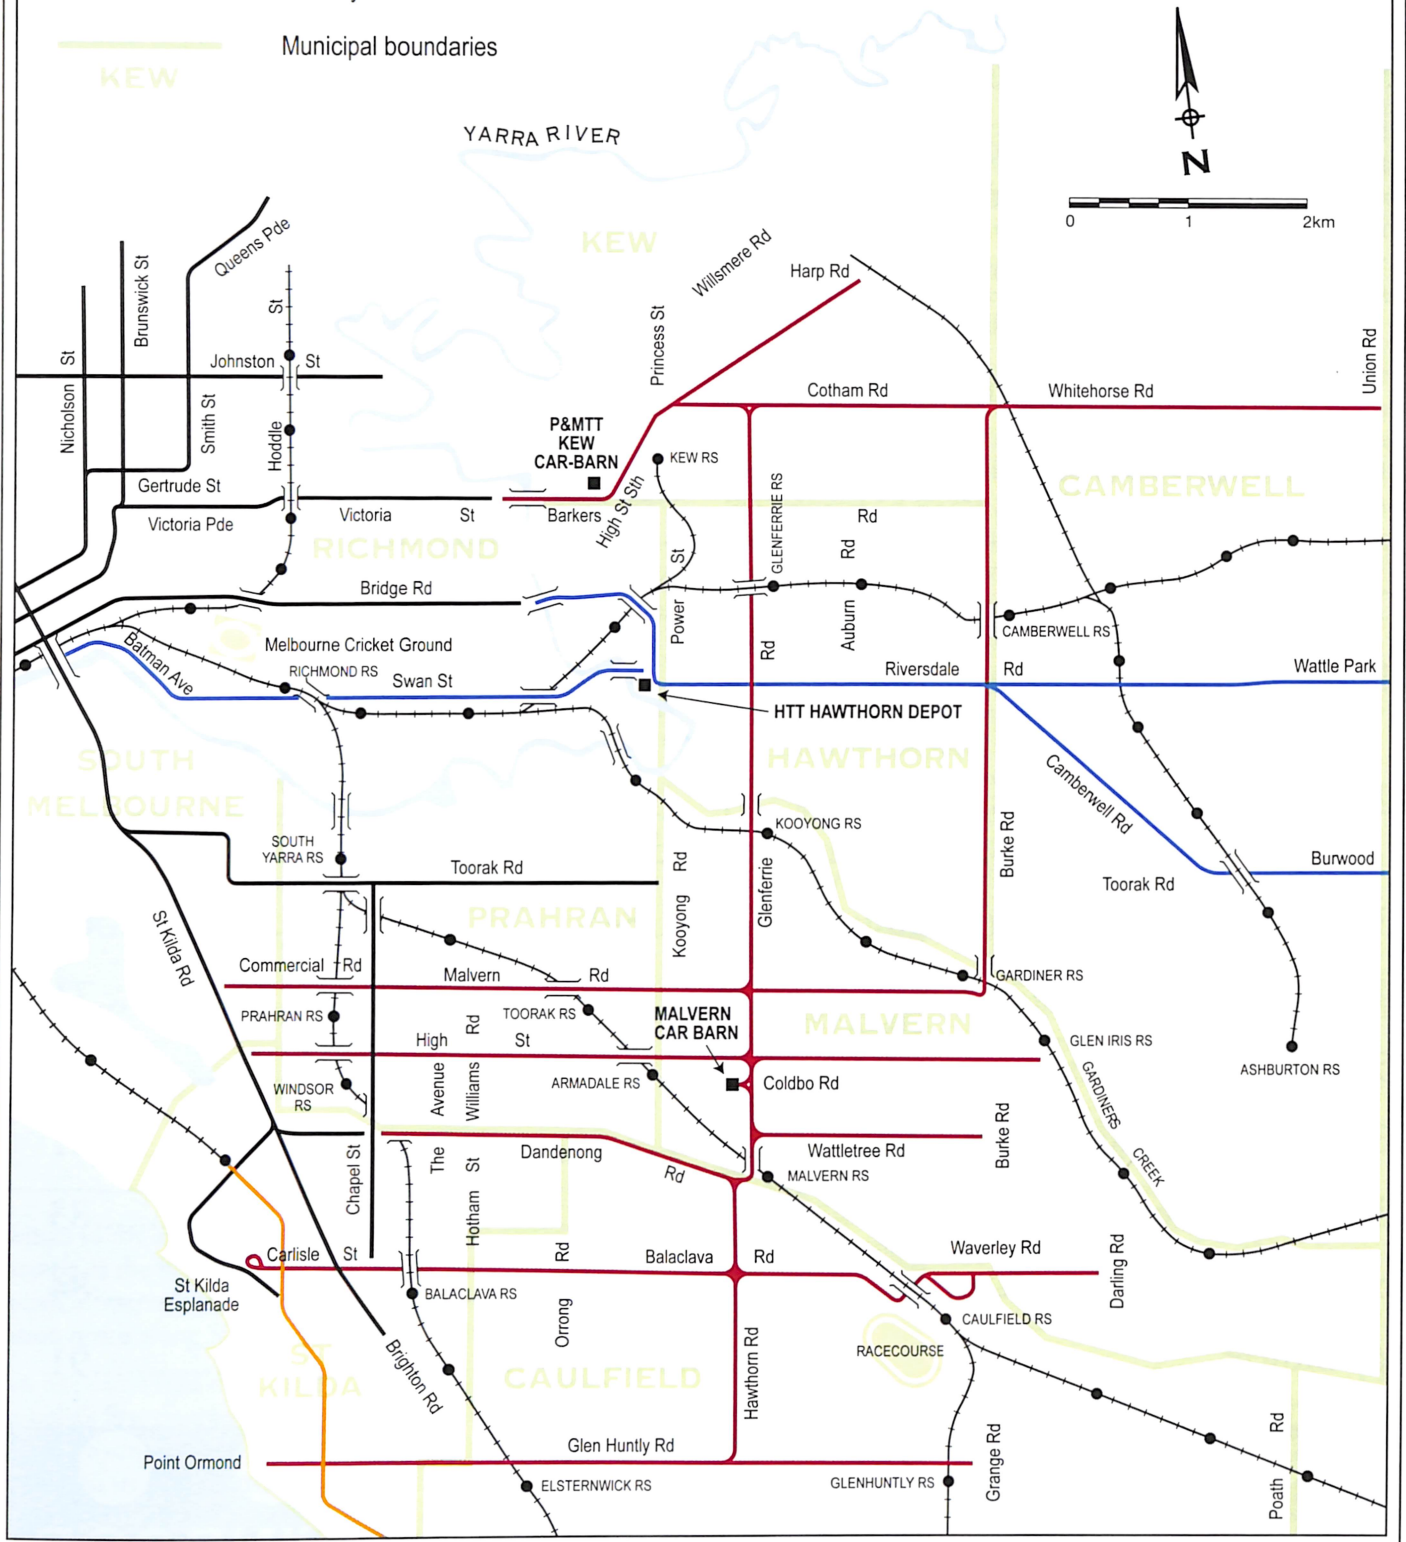 Municipal boundaries
KEW
YARRA RIVER
N
0 1 2km
KEW
Queens Pde
Brunswick St
Willsmere Rd
Harp Rd
Princess St
St
Union Rd
Nicholson St
Johnston St
Smith St
Hoddle
Cotham Rd
Whitehorse Rd
P&MTT
KEW
CAR-BARN
KEW RS
High St Sth
GLENFERRIE RS
CAMBERWELL
Gertrude St
Victoria Pde
Victoria St
Barkers Rd
RICHMOND
Power St
Auburn Rd
Bridge Rd
CAMBERWELL RS
Melbourne Cricket Ground
Batman Ave
RICHMOND RS
Swan St
Rd
Riversdale Rd
Wattle Park
HTT HAWTHORN DEPOT
SOUTH
MELBOURNE
HAWTHORN
Camberwell Rd
KOOYONG RS
SOUTH
YARRA RS
Toorak Rd
Kooyong Rd
Glenferrie
Burke Rd
Toorak Rd
Burwood
PRAHRAN
St Kilda Rd
Commercial Rd
Malvern Rd
GARDINER RS
PRAHRAN RS
TOORAK RS
MALVERN
CAR BARN
MALVERN
High St
Williams Rd
The Avenue
GLEN IRIS RS
GARDINERS
CREEK
ASHBURTON RS
WINDSOR
RS
ARMADALE RS
Coldbo Rd
Chapel St
Hotham St
Dandenong Rd
Wattletree Rd
Burke Rd
MALVERN RS
Carlisle St
Orrong Rd
Balaclava Rd
Waverley Rd
Darling Rd
St Kilda
Esplanade
BALACLAVA RS
CAULFIELD RS
RACECOURSE
ST
KILDA
Brighton Rd
CAULFIELD
Hawthorn Rd
Point Ormond
Glen Huntly Rd
ELSTERNWICK RS
GLENHUNTLY RS
Grange Rd
Poath Rd